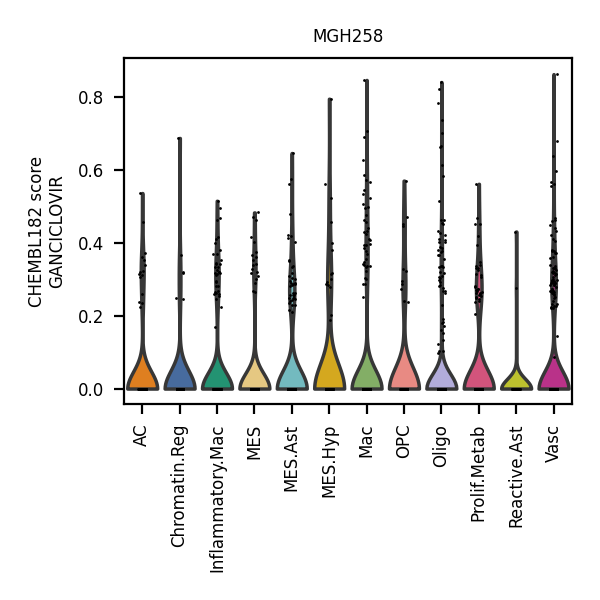 MGH258
CHEMBL182 score
GANCICLOVIR
0.8
0.6
0.4
0.2
0.0
AC
Chromatin.Reg
Inflammatory.Mac
MES
MES.Ast
MES.Hyp
Mac
OPC
Oligo
Prolif.Metab
Reactive.Ast
Vasc